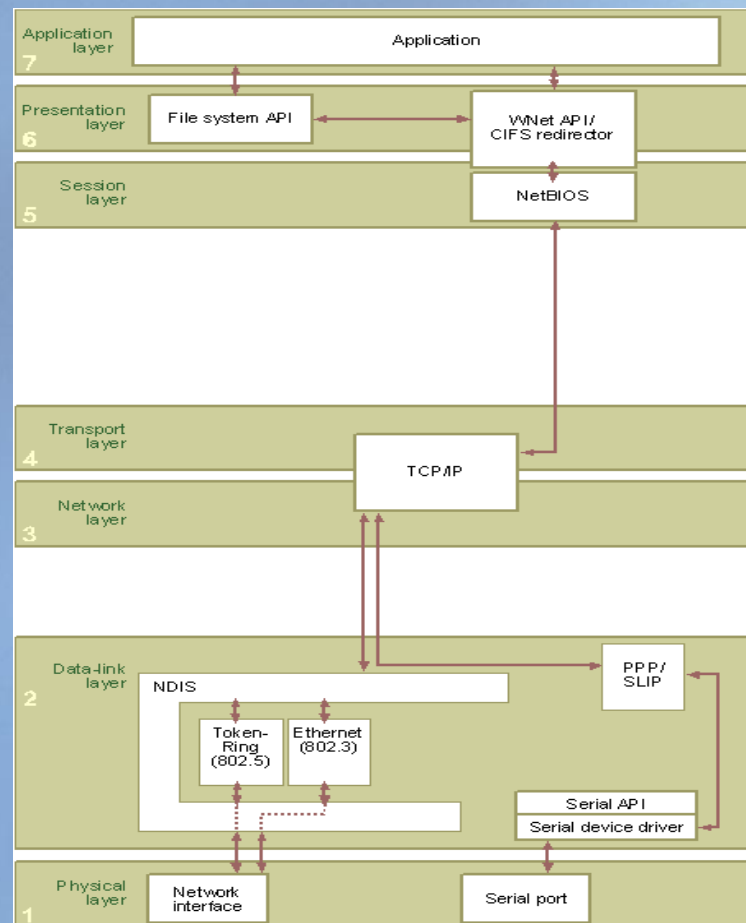 Application
layer
7
Application
Presentation
layer
6
File system API
WNet API/
CIFS redirector
Session
layer
5
NetBIOS
Transport
layer
4
TCP/IP
Network
layer
3
Data-link
layer
2
NDIS
Token-
Ring
(802.5)
Ethernet
(802.3)
PPP/
SLIP
Serial API
Serial device driver
Physical
layer
1
Network
interface
Serial port